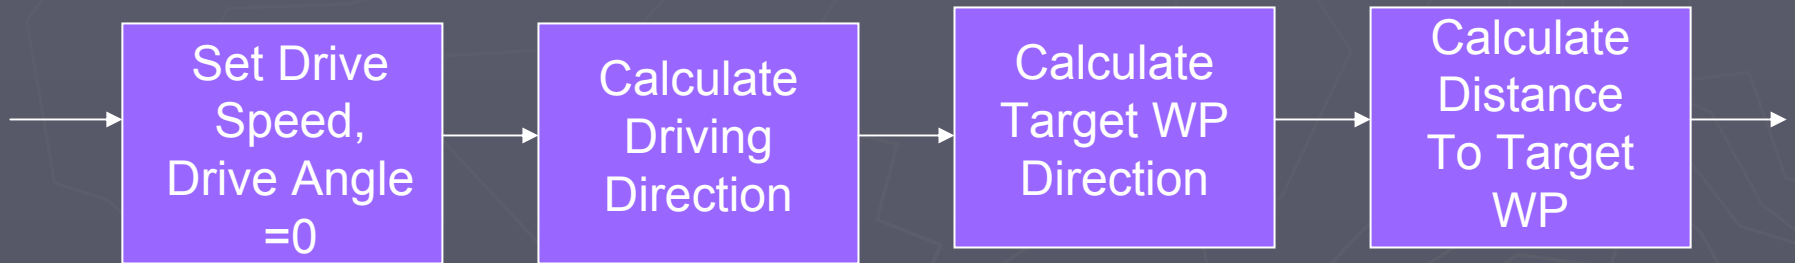 Set Drive
Speed,
Drive Angle
=0
Calculate
Driving
Direction
Calculate
Target WP
Direction
Calculate
Distance
To Target
WP